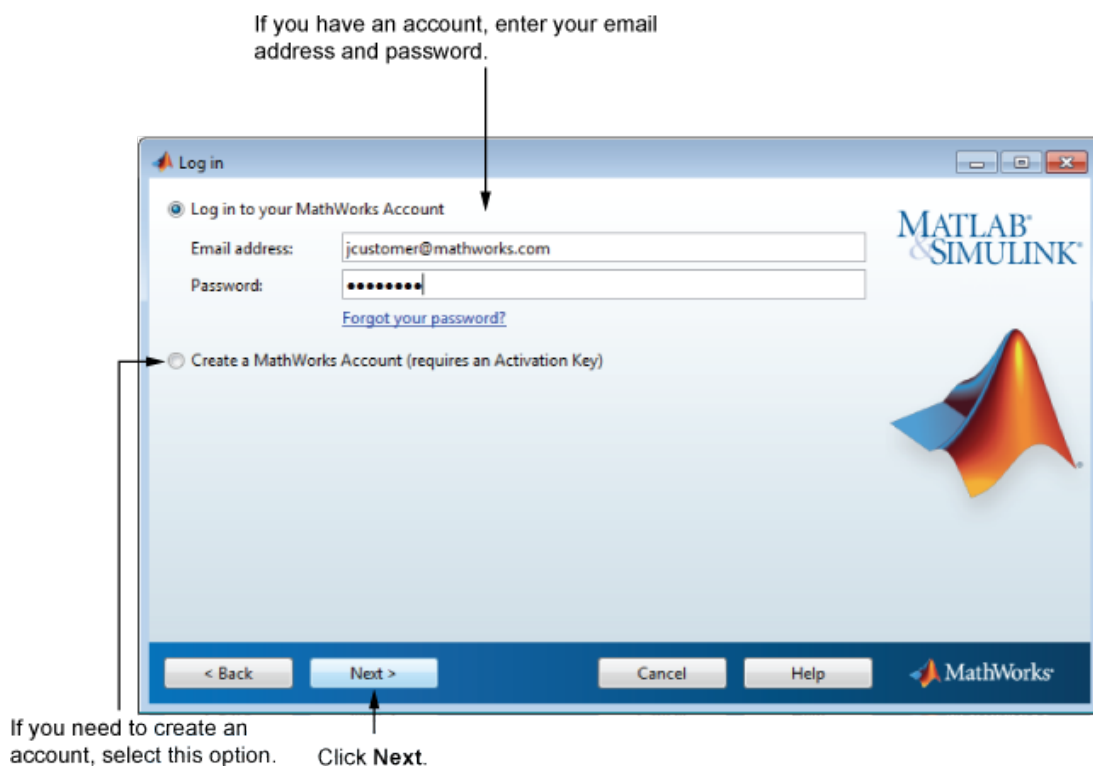 If you have an account, enter your email
address and password.
Log in
Log in to your MathWorks Account
MATLAB®
&SIMULINK®
Email address:
jcustomer@mathworks.com
Password:
••••••••
Forgot your password?
Create a MathWorks Account (requires an Activation Key)
< Back
Next >
Cancel
Help
MathWorks®
If you need to create an
account, select this option.
Click Next.